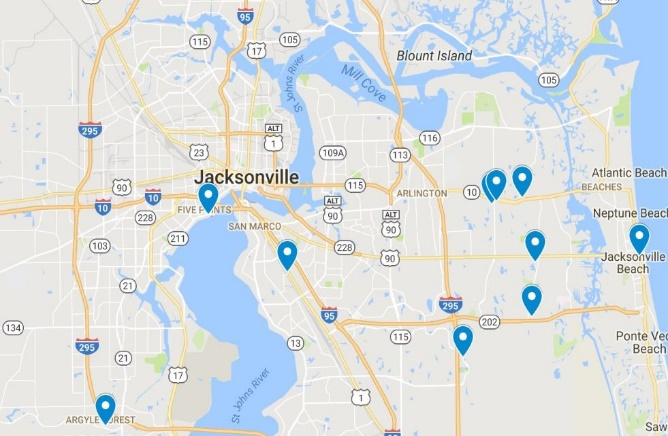 95
115
105
17
Blount Island
St Johns River
Mill Cove
105
295
ALT
1
116
23
109A
113
Jacksonville
Atlantic Beach
90
10
10
115
ARLINGTON
10
BEACHES
228
FIVE POINTS
ALT
90
ALT
90
Neptune Beach
SAN MARCO
211
103
228
90
Jacksonville
Beach
21
295
134
95
202
295
13
115
Ponte Ved
Beach
21
17
St Johns River
1
ARGYLE FOREST
Saw